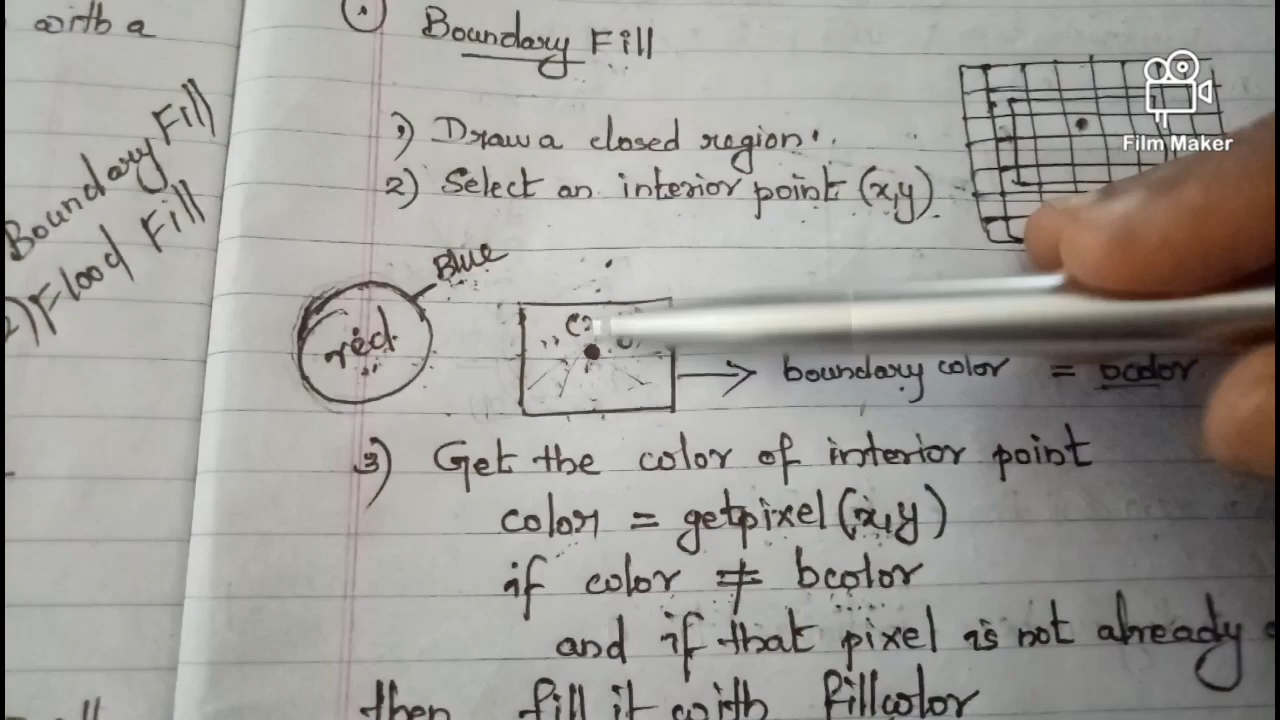 with a
Boundary Fill
Flood Fill
① Boundary Fill
1) Draw a closed region.
2) Select an interior point (x,y)
Film Maker
Blue
red
boundary color = bcolor
3) Get the color of interior point
color = getpixel (x,y)
if color ≠ bcolor
and if that pixel is not already
then fill it with fillcolor